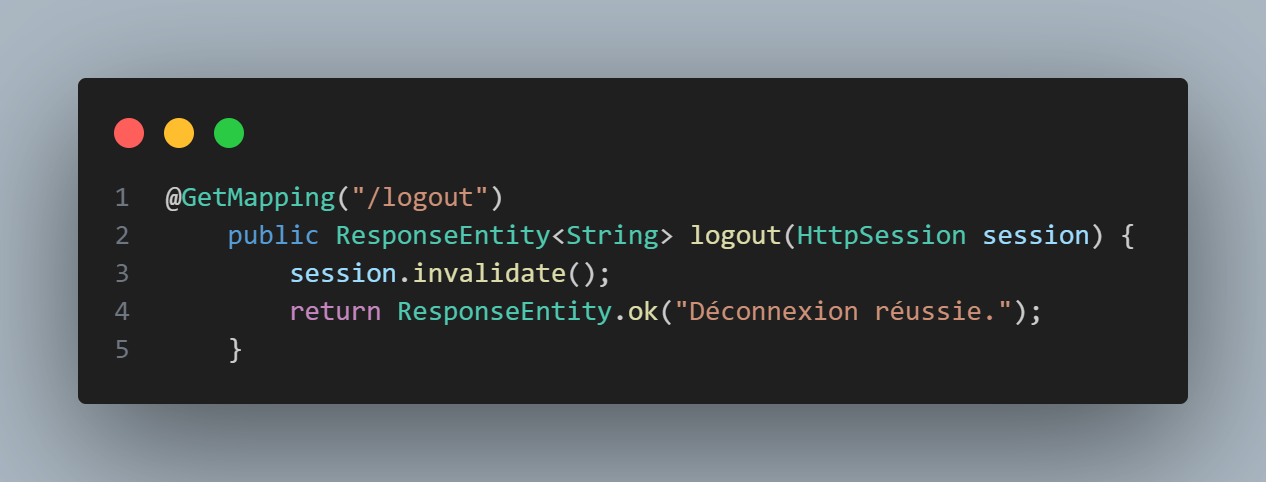 1 @GetMapping("/logout")
2     public ResponseEntity<String> logout(HttpSession session) {
3         session.invalidate();
4         return ResponseEntity.ok("Déconnexion réussie.");
5     }